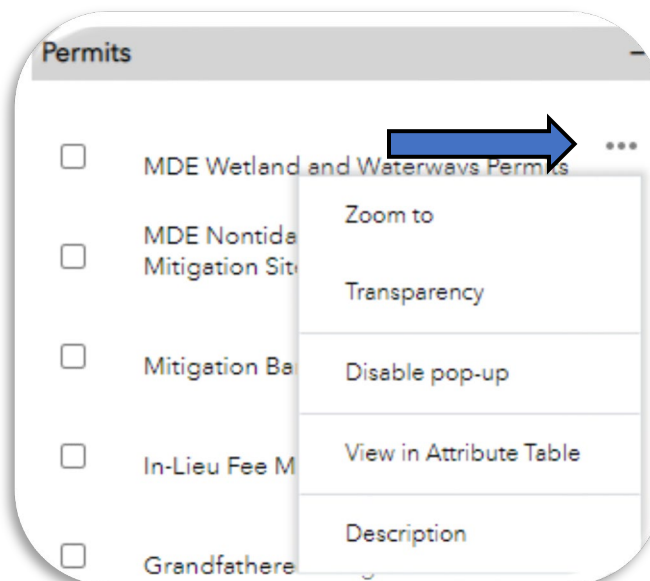 Permits
MDE Wetland and Waterways Permits
Zoom to
MDE Nontida
Mitigation Sit
Transparency
Mitigation Ba
Disable pop-up
In-Lieu Fee M
View in Attribute Table
Description
Grandfathere